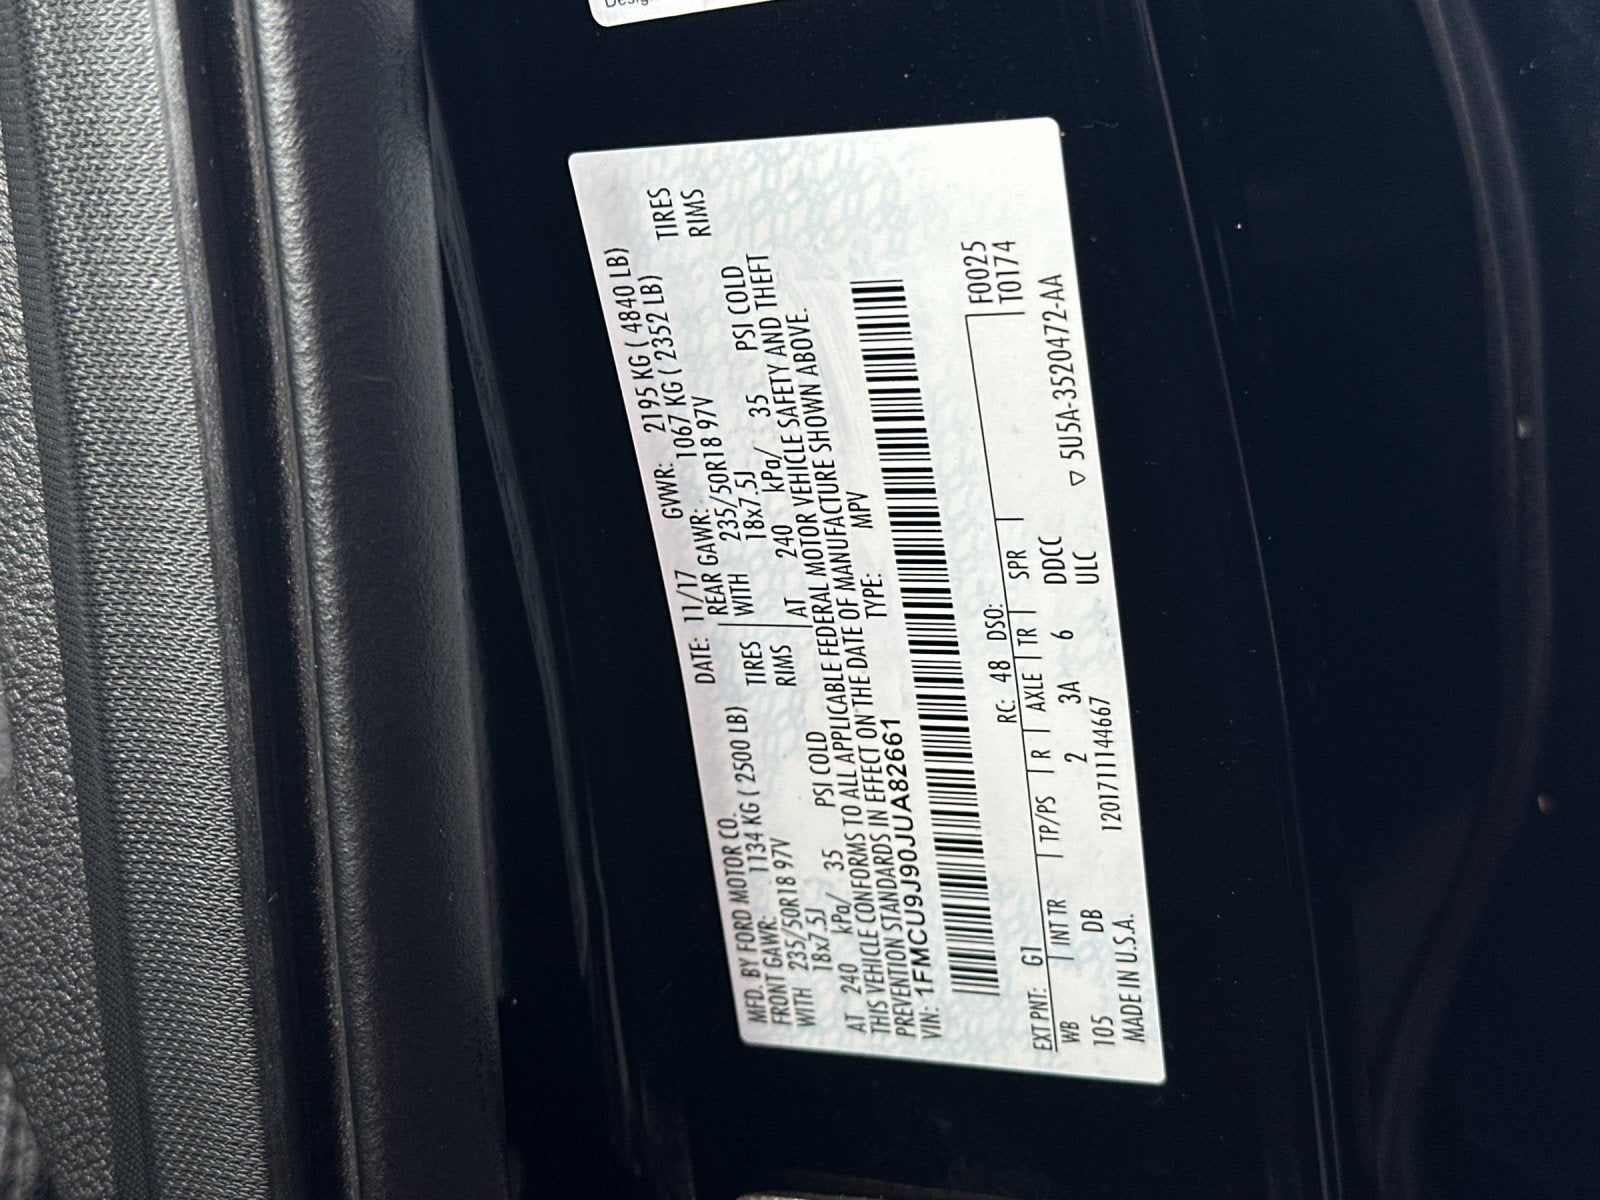 Desig
MFD. BY FORD MOTOR CO. DATE: 11/17 GVWR: 2195 KG ( 4840 LB)
FRONT GAWR: 1134 KG ( 2500 LB) REAR GAWR: 1067 KG ( 2352 LB)
WITH 235/50R18 97V TIRES WITH 235/50R18 97V TIRES
18x7.5J RIMS 18x7.5J RIMS
AT 240 kPa/ 35 PSI COLD AT 240 kPa/ 35 PSI COLD
THIS VEHICLE CONFORMS TO ALL APPLICABLE FEDERAL MOTOR VEHICLE SAFETY AND THEFT
PREVENTION STANDARDS IN EFFECT ON THE DATE OF MANUFACTURE SHOWN ABOVE.
VIN: 1FMCU9J90JUA82661 TYPE: MPV
F0025
EXT PNT: G1 RC: 48 DSO: T0174
WB INT TR TP/PS R AXLE TR SPR
105 DB 2 3A 6 DDCC
MADE IN U.S.A. 1201711144667 ULC ▽ 5U5A-3520472-AA